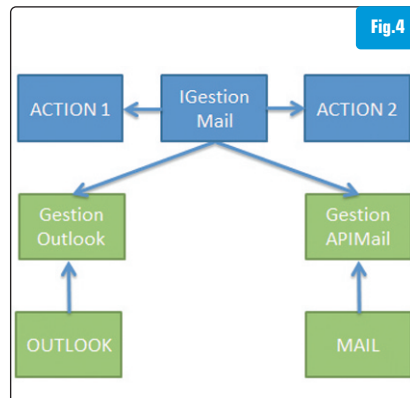 Fig.4
ACTION 1
IGestion
Mail
ACTION 2
Gestion
Outlook
Gestion
APIMail
OUTLOOK
MAIL